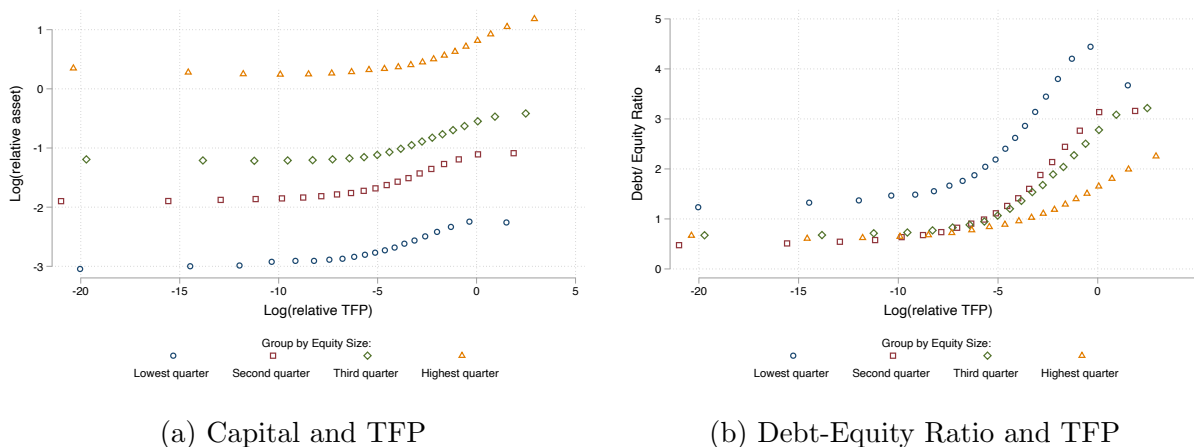 1
0
-1
-2
-3
Log(relative asset)
-20 -15 -10 -5 0 5
Log(relative TFP)
Group by Equity Size:
Lowest quarter Second quarter Third quarter Highest quarter
(a) Capital and TFP
5
4
3
2
1
0
Debt/ Equity Ratio
-20 -15 -10 -5 0
Log(relative TFP)
Group by Equity Size:
Lowest quarter Second quarter Third quarter Highest quarter
(b) Debt-Equity Ratio and TFP